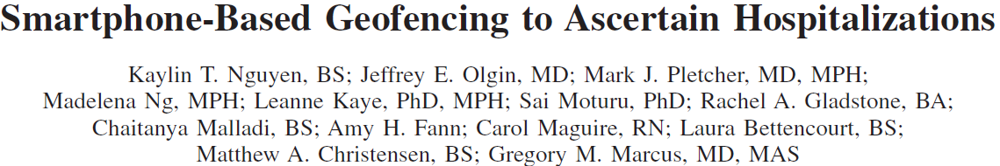 Smartphone-Based Geofencing to Ascertain Hospitalizations
Kaylin T. Nguyen, BS; Jeffrey E. Olgin, MD; Mark J. Pletcher, MD, MPH;
Madelena Ng, MPH; Leanne Kaye, PhD, MPH; Sai Moturu, PhD; Rachel A. Gladstone, BA;
Chaitanya Malladi, BS; Amy H. Fann; Carol Maguire, RN; Laura Bettencourt, BS;
Matthew A. Christensen, BS; Gregory M. Marcus, MD, MAS